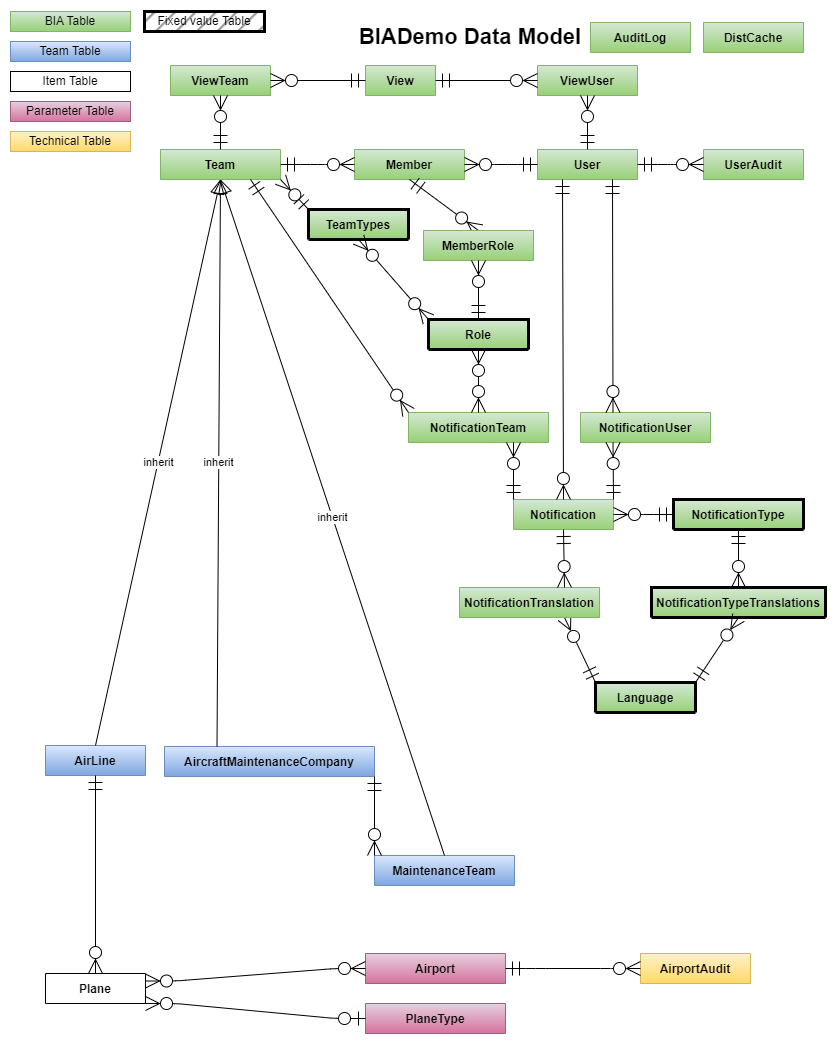 BIA Table
Fixed value Table
BIADemo Data Model
AuditLog
DistCache
Team Table
Item Table
Parameter Table
Technical Table
ViewTeam
View
ViewUser
Team
Member
User
UserAudit
TeamTypes
MemberRole
Role
NotificationTeam
NotificationUser
inherit
inherit
inherit
Notification
NotificationType
NotificationTranslation
NotificationTypeTranslations
Language
AirLine
AircraftMaintenanceCompany
MaintenanceTeam
Airport
AirportAudit
Plane
PlaneType